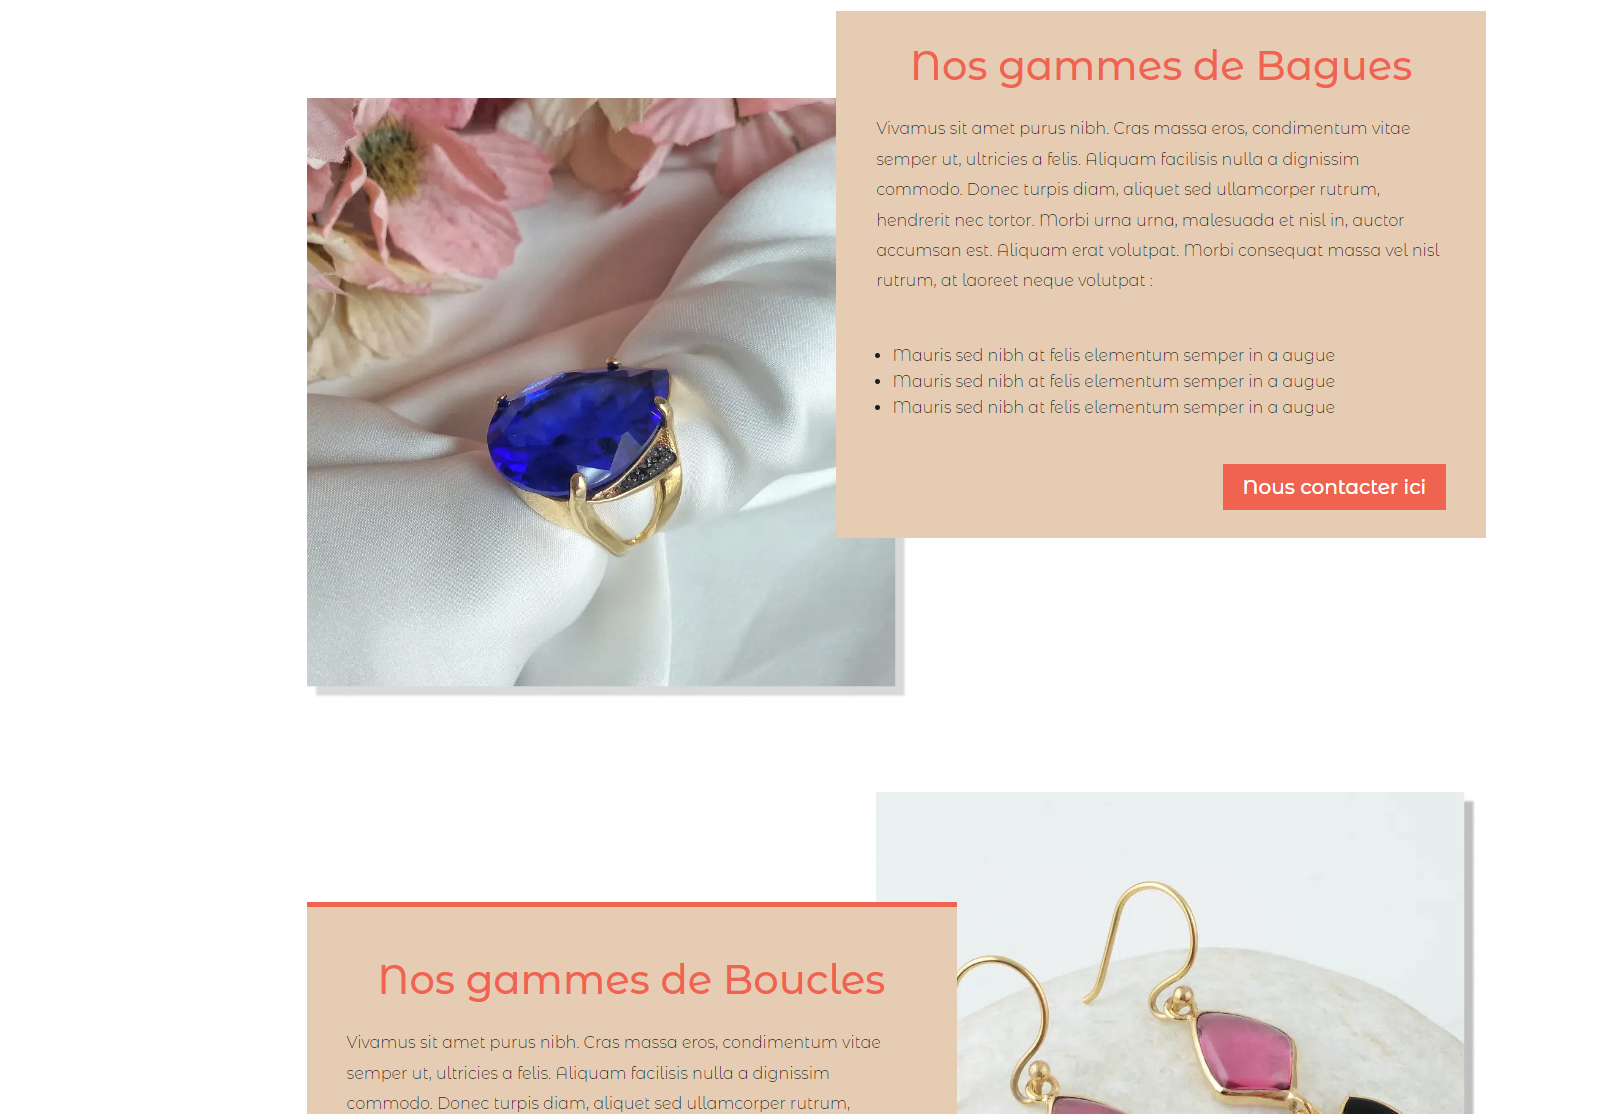 Nos gammes de Bagues
Vivamus sit amet purus nibh. Cras massa eros, condimentum vitae
semper ut, ultricies a felis. Aliquam facilisis nulla a dignissim
commodo. Donec turpis diam, aliquet sed ullamcorper rutrum,
hendrerit nec tortor. Morbi urna urna, malesuada et nisl in, auctor
accumsan est. Aliquam erat volutpat. Morbi consequat massa vel nisl
rutrum, at laoreet neque volutpat :
• Mauris sed nibh at felis elementum semper in a augue
• Mauris sed nibh at felis elementum semper in a augue
• Mauris sed nibh at felis elementum semper in a augue
Nous contacter ici
Nos gammes de Boucles
Vivamus sit amet purus nibh. Cras massa eros, condimentum vitae
semper ut, ultricies a felis. Aliquam facilisis nulla a dignissim
commodo. Donec turpis diam, aliquet sed ullamcorper rutrum,